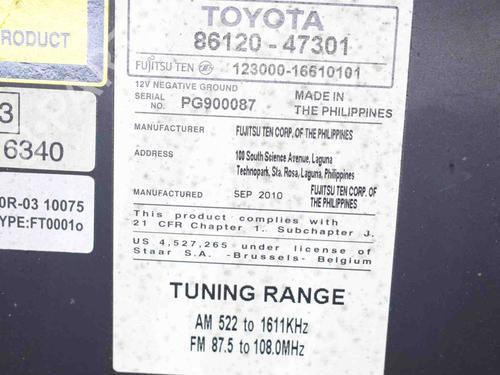 PRODUCT
3
6340
0R-03 10075
YPE:FT0001o
TOYOTA
86120 - 47301
FUJITSU TEN 123000-16510101
12V NEGATIVE GROUND
SERIAL NO. PG900087
MADE IN THE PHILIPPINES
MANUFACTURER FUJITSU TEN CORP. OF THE PHILIPPINES
ADDRESS 100 South Science Avenue, Laguna
Technopark, Sta. Rosa, Laguna, Philippines
MANUFACTURED SEP 2010 FUJITSU TEN CORP. OF
THE PHILIPPINES
This product complies with
21 CFR Chapter 1. Subchapter J.
US 4,527,265 - under license of
Staar S.A. -Brussels- Belgium
TUNING RANGE
AM 522 to 1611KHz
FM 87.5 to 108.0MHz